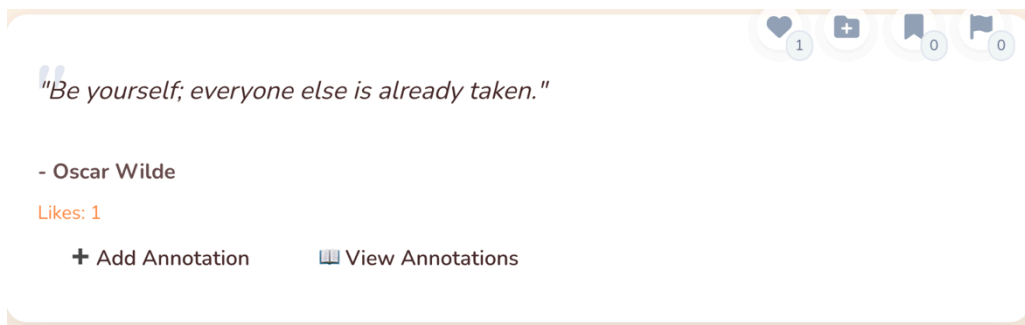 1
0
0
"Be yourself; everyone else is already taken."
- Oscar Wilde
Likes: 1
+ Add Annotation
View Annotations